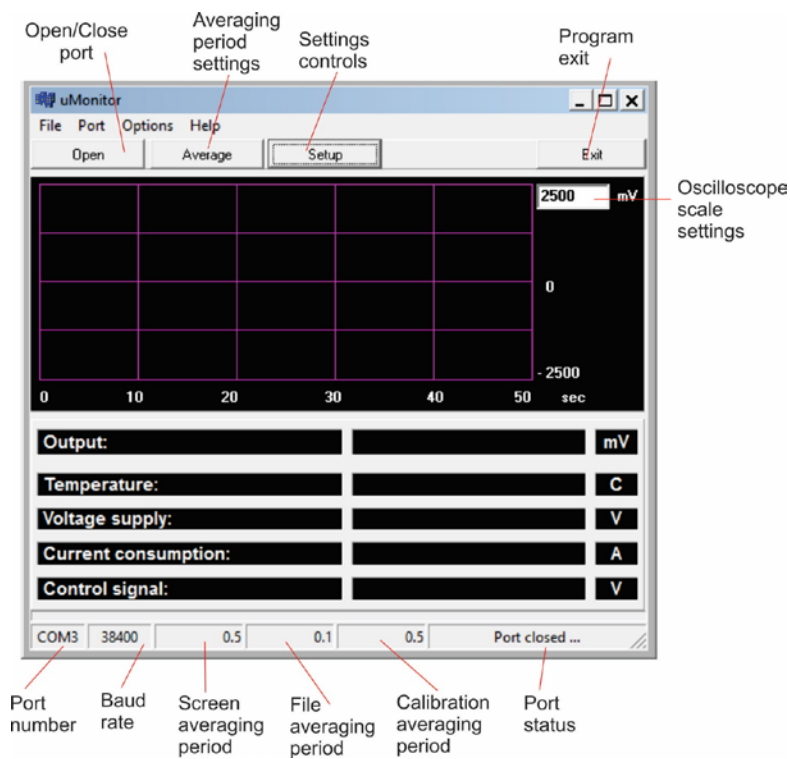 Open/Close
port
Averaging
period
settings
Settings
controls
Program
exit
uMonitor
File Port Options Help
Open Average Setup Exit
2500 mV
Oscilloscope
scale
settings
0
- 2500
0 10 20 30 40 50 sec
Output: mV
Temperature: C
Voltage supply: V
Current consumption: A
Control signal: V
COM3 38400 0.5 0.1 0.5 Port closed ...
Port
number
Baud
rate
Screen
averaging
period
File
averaging
period
Calibration
averaging
period
Port
status